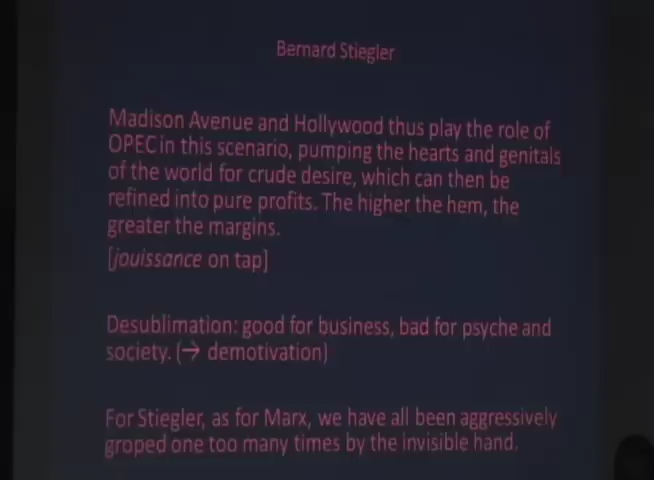 Bernard Stiegler
Madison Avenue and Hollywood thus play the role of
OPEC in this scenario, pumping the hearts and genitals
of the world for crude desire, which can then be
refined into pure profits. The higher the hem, the
greater the margins.
[jouissance on tap]
Desublimation: good for business, bad for psyche and
society. (→ demotivation)
For Stiegler, as for Marx, we have all been aggressively
groped one too many times by the invisible hand.